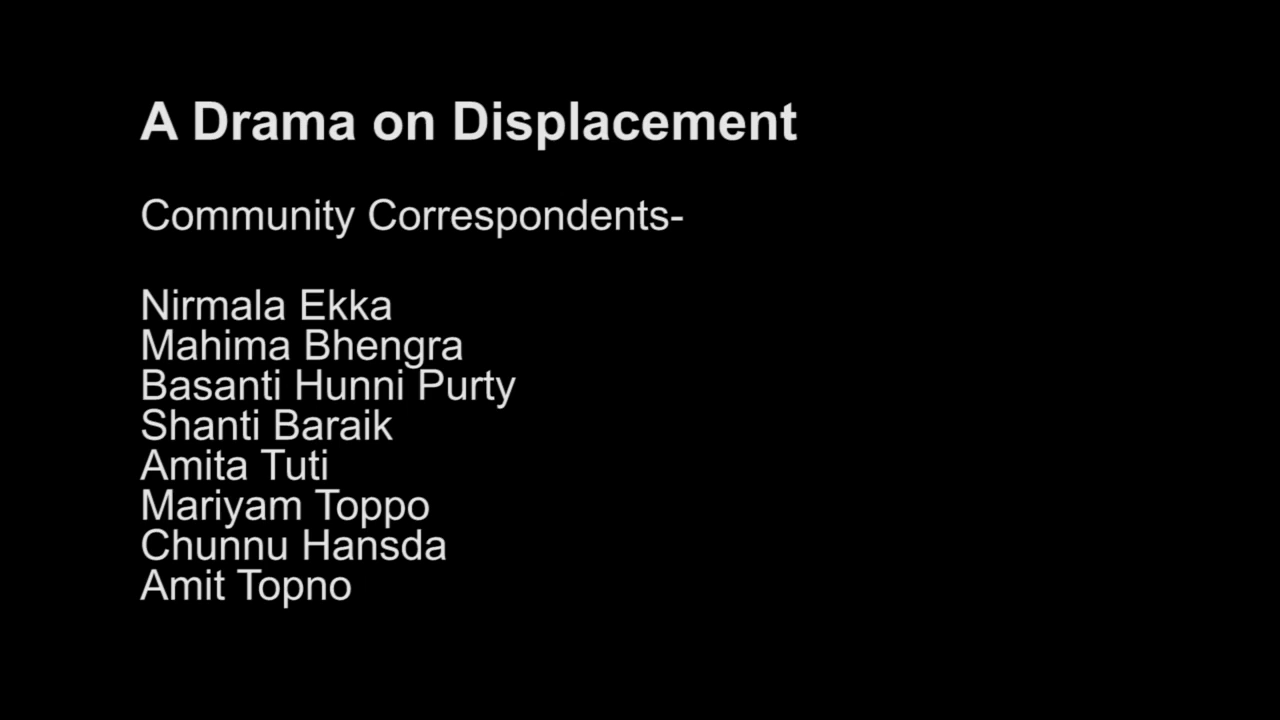 A Drama on Displacement
Community Correspondents-
Nirmala Ekka
Mahima Bhengra
Basanti Hunni Purty
Shanti Baraik
Amita Tuti
Mariyam Toppo
Chunnu Hansda
Amit Topno